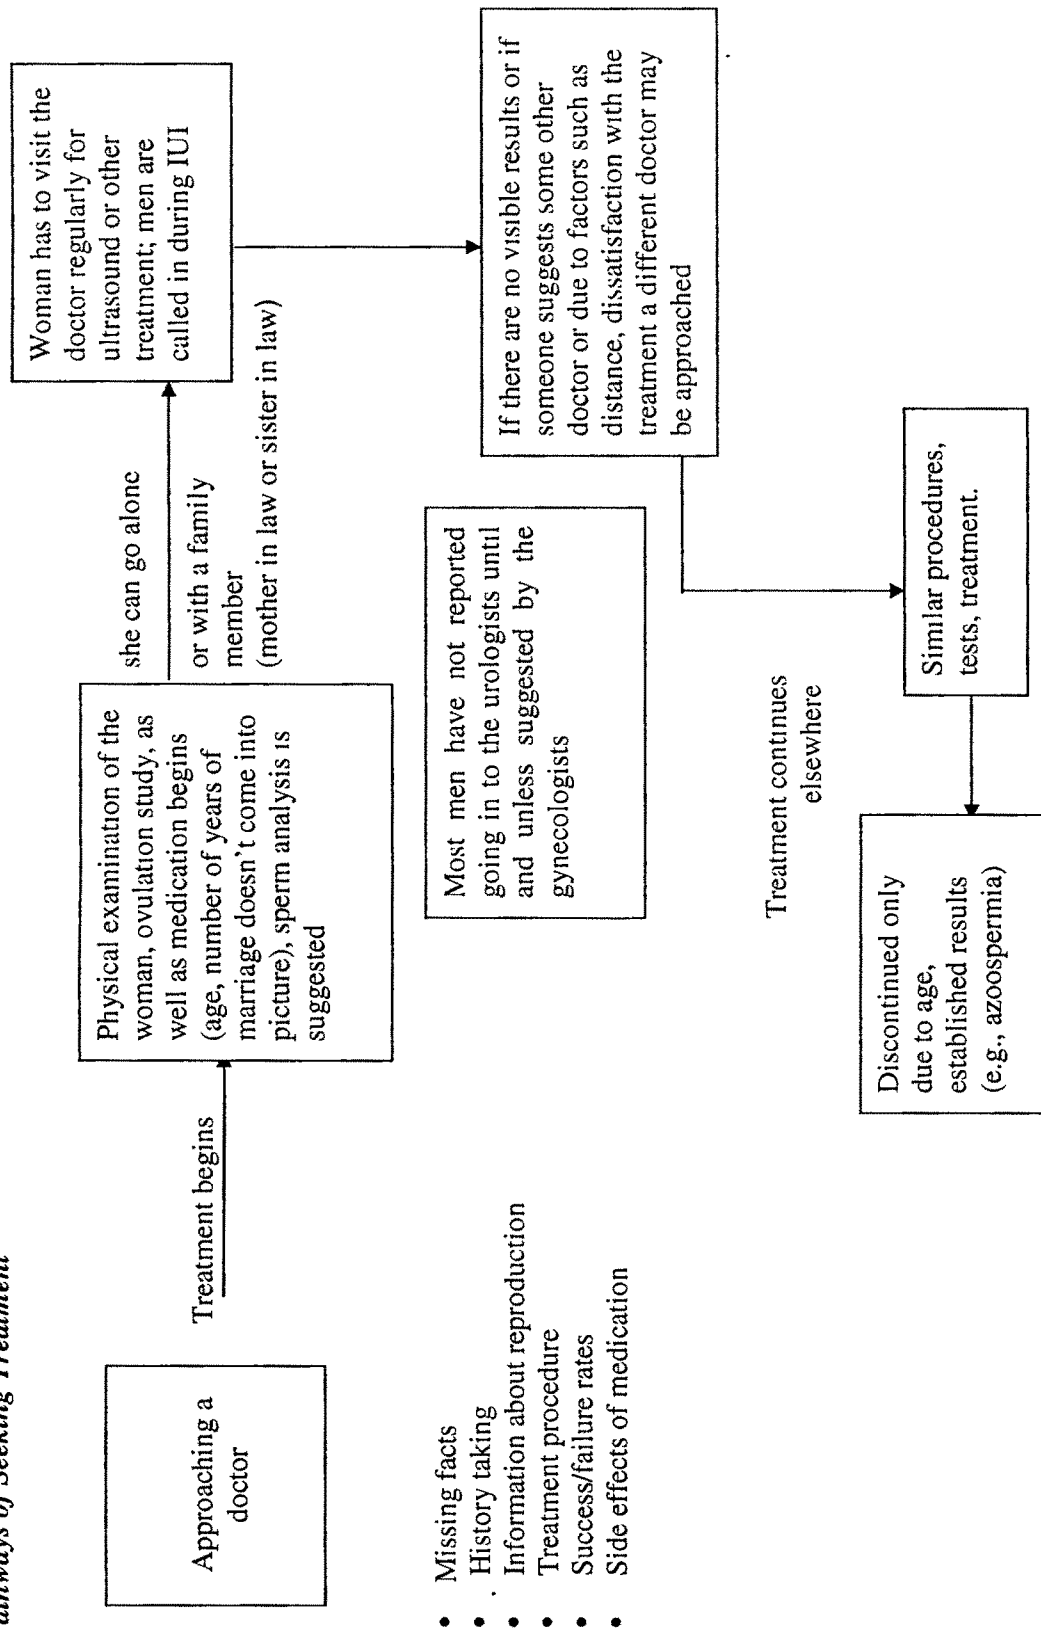 of Seeking Treatment
Approaching a
doctor
Treatment begins
Physical examination of the
woman, ovulation study, as
well as medication begins
(age, number of years of
marriage doesn't come into
picture), sperm analysis is
suggested
she can go alone
or with a family
member
(mother in law or sister in law)
Woman has to visit the
doctor regularly for
ultrasound or other
treatment; men are
called in during IUI
• Missing facts
• History taking
• Information about reproduction
• Treatment procedure
• Success/failure rates
• Side effects of medication
Most men have not reported
going in to the urologists until
and unless suggested by the
gynecologists
If there are no visible results or if
someone suggests some other
doctor or due to factors such as
distance, dissatisfaction with the
treatment a different doctor may
be approached
Treatment continues
elsewhere
Similar procedures,
tests, treatment.
Discontinued only
due to age,
established results
(e.g., azoospermia)